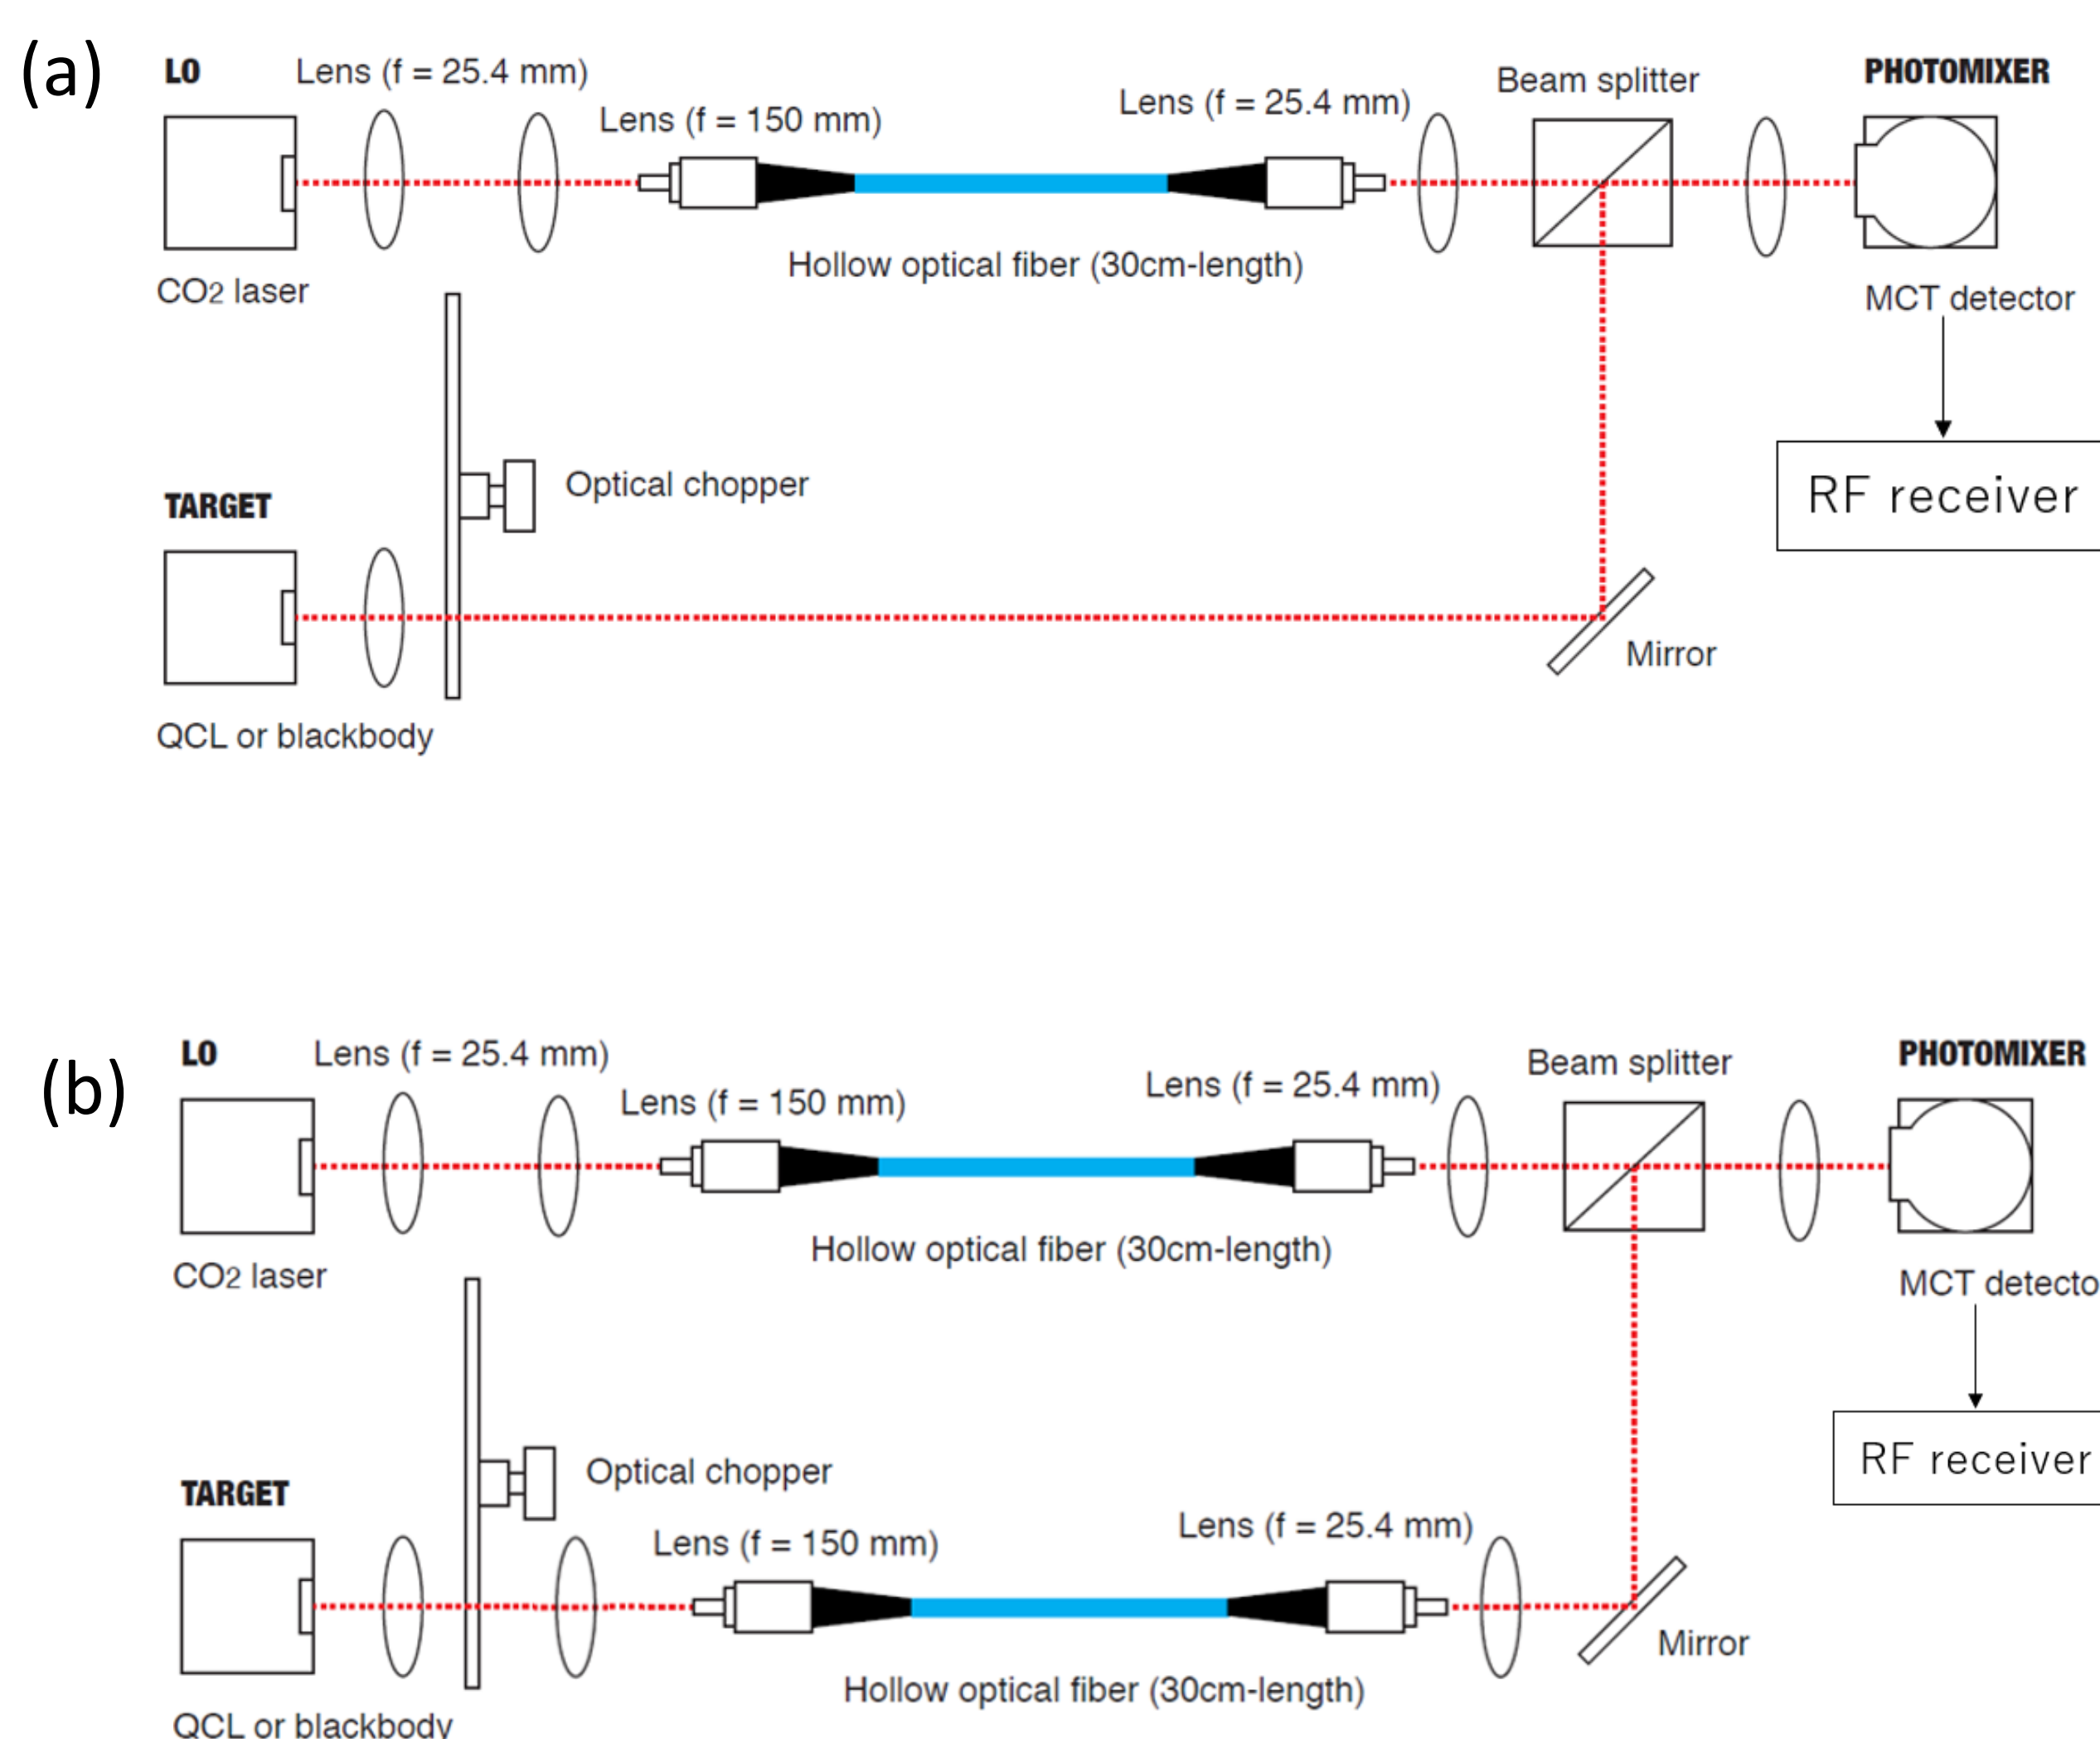 (a)
LO
Lens (f = 25.4 mm)
Lens (f = 150 mm)
Lens (f = 25.4 mm)
Beam splitter
PHOTOMIXER
Hollow optical fiber (30cm-length)
CO2 laser
MCT detector
Optical chopper
RF receiver
TARGET
Mirror
QCL or blackbody
(b)
LO
Lens (f = 25.4 mm)
Lens (f = 150 mm)
Lens (f = 25.4 mm)
Beam splitter
PHOTOMIXER
Hollow optical fiber (30cm-length)
CO2 laser
MCT detecto
Optical chopper
RF receiver
TARGET
Lens (f = 150 mm)
Lens (f = 25.4 mm)
Mirror
Hollow optical fiber (30cm-length)
QCL or blackbody